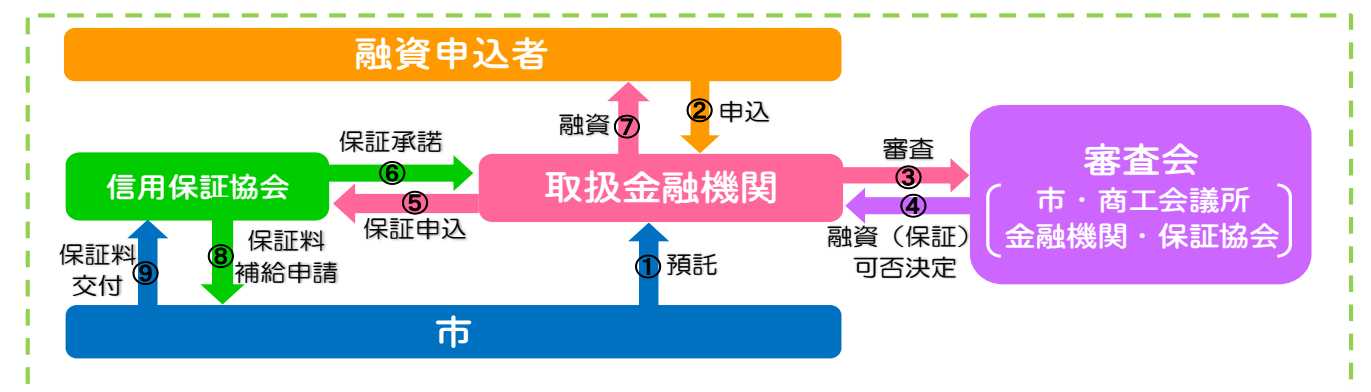 融資申込者
融資⑦
②申込
保証承諾
⑥
審査
③
審査会
市・商工会議所
金融機関・保証協会
信用保証協会
取扱金融機関
⑤
保証申込
④
融資（保証）
可否決定
保証料
交付
⑨
⑧
保証料
補給申請
①預託
市